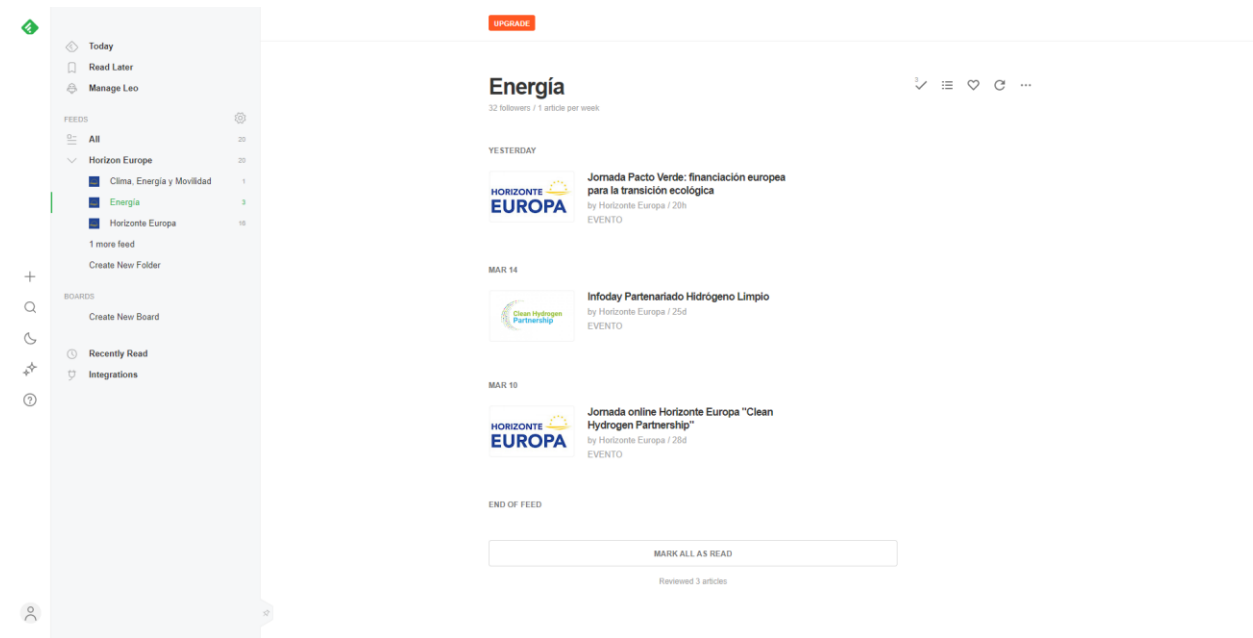 UPGRADE
Today
Read Later
Manage Leo
FEEDS
All 20
Horizon Europe 20
Clima, Energía y Movilidad 1
Energía 3
Horizonte Europa 16
1 more feed
Create New Folder
BOARDS
Create New Board
Recently Read
Integrations
Energía
3
32 followers / 1 article per week
YESTERDAY
HORIZONTE
EUROPA
Jornada Pacto Verde: financiación europea
para la transición ecológica
by Horizonte Europa / 20h
EVENTO
MAR 14
Clean Hydrogen
Partnership
Infoday Partenariado Hidrógeno Limpio
by Horizonte Europa / 25d
EVENTO
MAR 10
HORIZONTE
EUROPA
Jornada online Horizonte Europa "Clean
Hydrogen Partnership"
by Horizonte Europa / 28d
EVENTO
END OF FEED
MARK ALL AS READ
Reviewed 3 articles